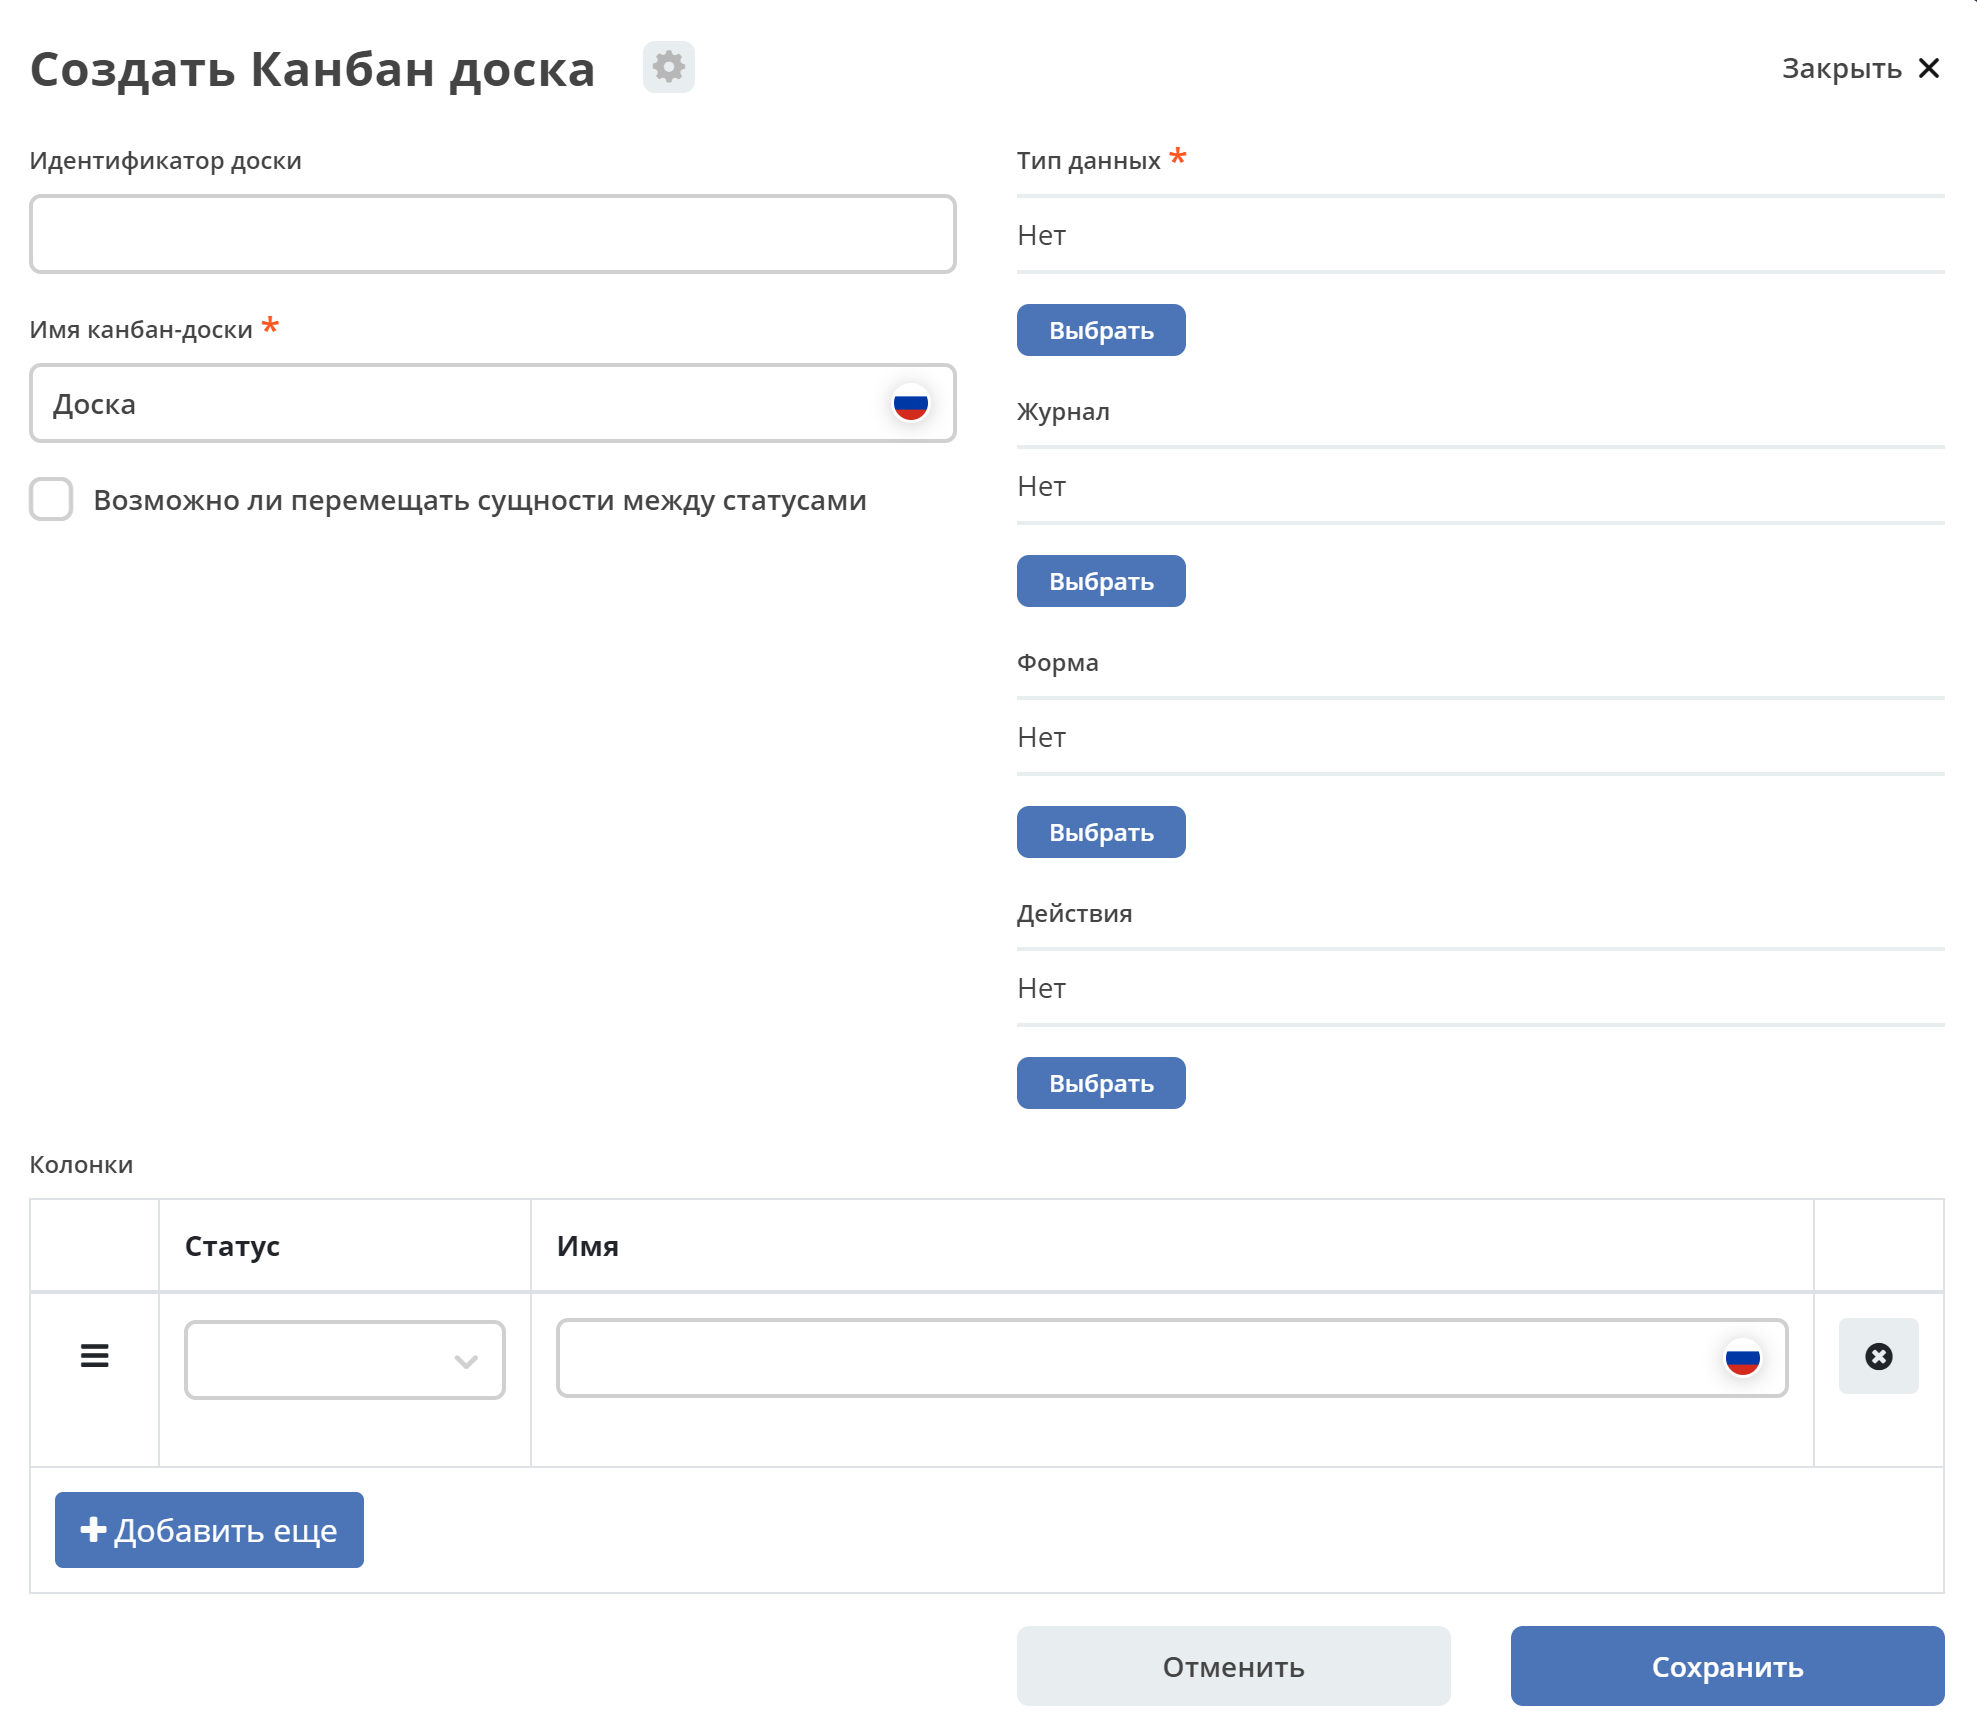 Создать Канбан доска
Закрыть
Идентификатор доски
Имя канбан-доски *
Доска
Возможно ли перемещать сущности между статусами
Тип данных *
Нет
Выбрать
Журнал
Нет
Выбрать
Форма
Нет
Выбрать
Действия
Нет
Выбрать
Колонки
Статус Имя
Добавить еще
Отменить Сохранить